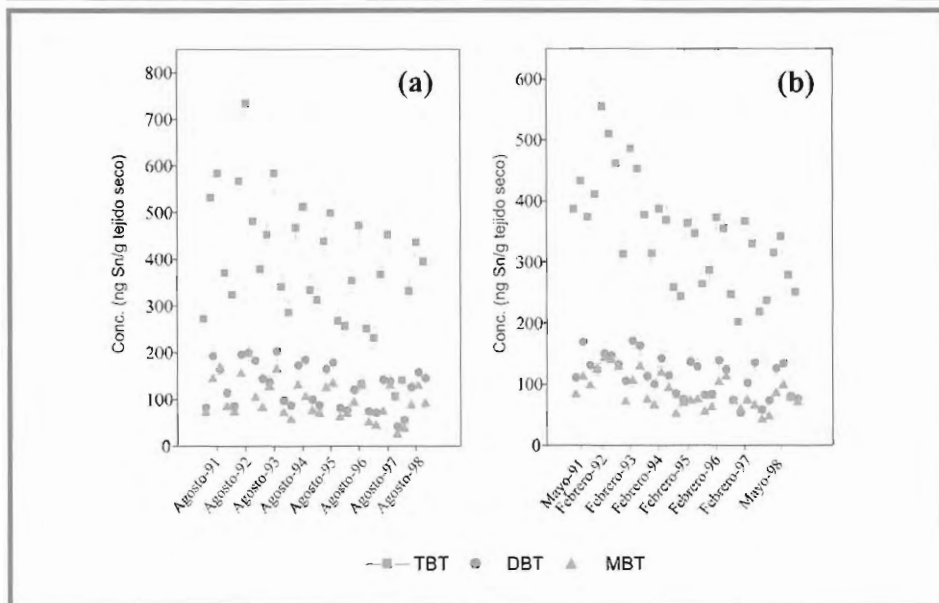 (a)
Conc. (ng Sn/g tejido seco)
800
700
600
500
400
300
200
100
0
Agosto-91
Agosto-92
Agosto-93
Agosto-94
Agosto-95
Agosto-96
Agosto-97
Agosto-98
(b)
Conc. (ng Sn/g tejido seco)
600
500
400
300
200
100
0
Mayo-91
Febrero-92
Febrero-93
Febrero-94
Febrero-95
Febrero-96
Febrero-97
Mayo-98
TBT DBT MBT